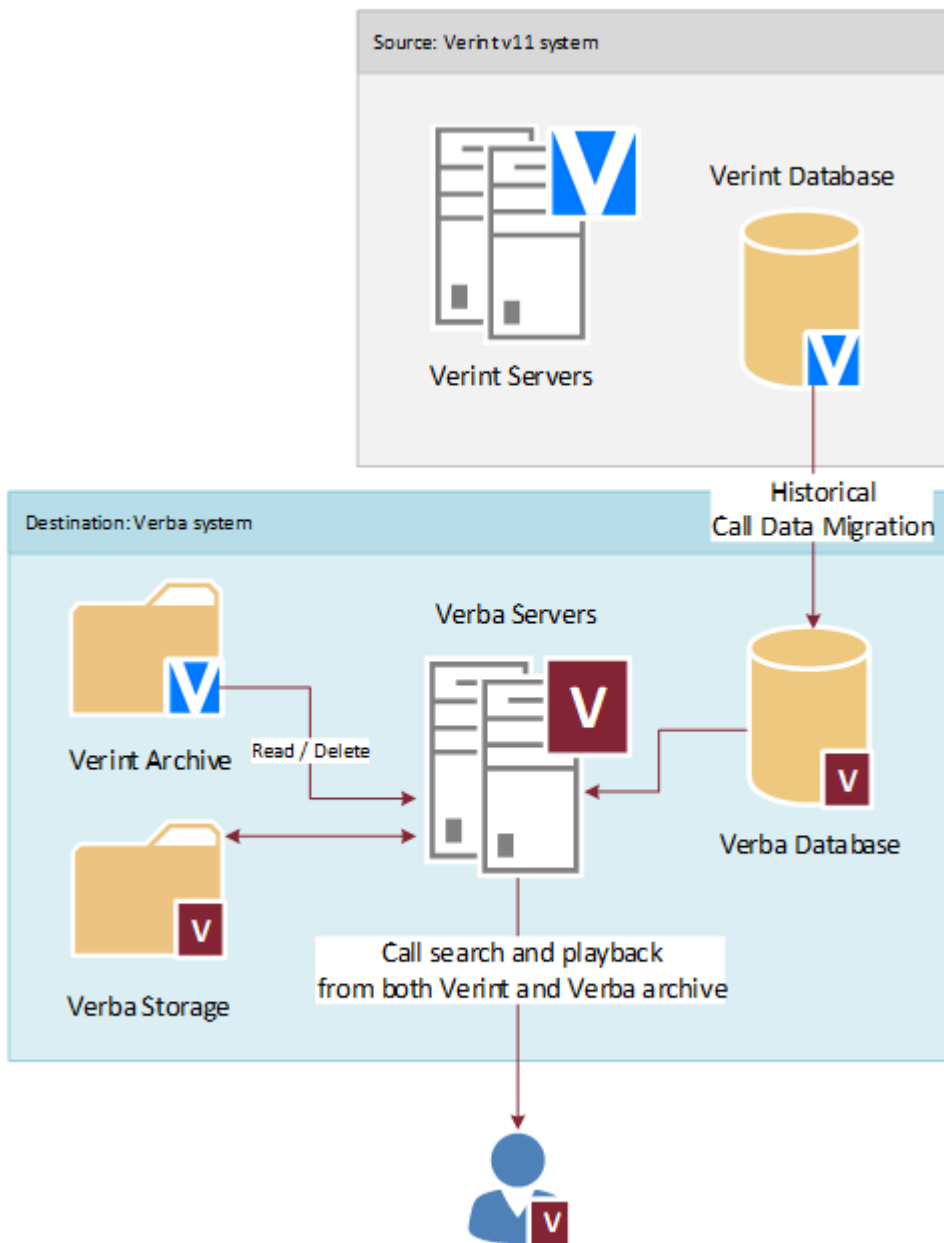 Source: Verint v11 system
V
Verint Database
V
Verint Servers
Historical
Call Data Migration
Destination: Verba system
Verba Servers
V
V
Verint Archive
Read / Delete
V
Verba Database
V
Call search and playback
from both Verint and Verba archive
Verba Storage
V